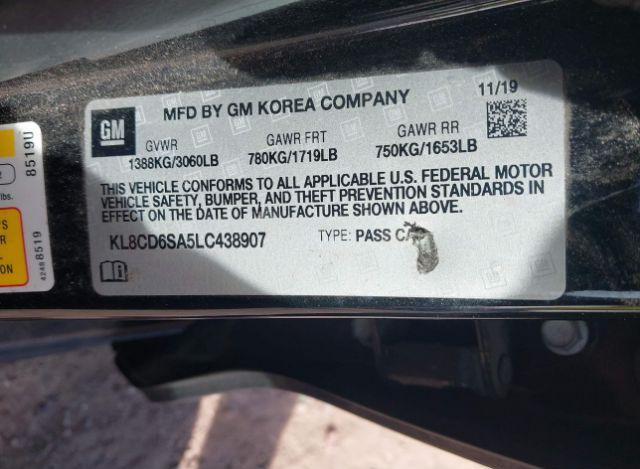 GM
MFD BY GM KOREA COMPANY
11/19
GVWR
1388KG/3060LB
GAWR FRT
780KG/1719LB
GAWR RR
750KG/1653LB
THIS VEHICLE CONFORMS TO ALL APPLICABLE U.S. FEDERAL MOTOR
VEHICLE SAFETY, BUMPER, AND THEFT PREVENTION STANDARDS IN
EFFECT ON THE DATE OF MANUFACTURE SHOWN ABOVE.
KL8CD6SA5LC438907
TYPE: PASS
8519U
42488519
lbs.